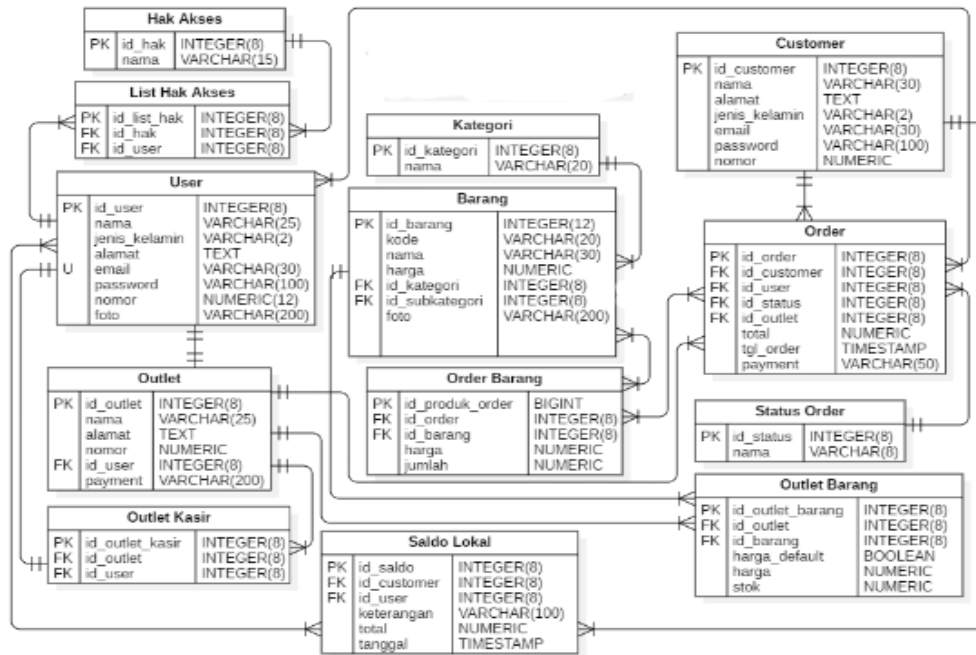 Hak Akses
PK id_hak INTEGER(8)
nama VARCHAR(15)
List Hak Akses
PK id_list_hak INTEGER(8)
FK id_hak INTEGER(8)
FK id_user INTEGER(8)
User
PK id_user INTEGER(8)
nama VARCHAR(25)
jenis_kelamin VARCHAR(2)
alamat TEXT
U email VARCHAR(30)
password VARCHAR(100)
nomor NUMERIC(12)
foto VARCHAR(200)
Outlet
PK id_outlet INTEGER(8)
nama VARCHAR(25)
alamat TEXT
nomor NUMERIC
FK id_user INTEGER(8)
payment VARCHAR(200)
Outlet Kasir
PK id_outlet_kasir INTEGER(8)
FK id_outlet INTEGER(8)
FK id_user INTEGER(8)
Kategori
PK id_kategori INTEGER(8)
nama VARCHAR(20)
Barang
PK id_barang INTEGER(12)
kode VARCHAR(20)
nama VARCHAR(30)
harga NUMERIC
FK id_kategori INTEGER(8)
FK id_subkategori INTEGER(8)
foto VARCHAR(200)
Order Barang
PK id_produk_order BIGINT
FK id_order INTEGER(8)
FK id_barang INTEGER(8)
harga NUMERIC
jumlah NUMERIC
Saldo Lokal
PK id_saldo INTEGER(8)
FK id_customer INTEGER(8)
FK id_user INTEGER(8)
keterangan VARCHAR(100)
total NUMERIC
tanggal TIMESTAMP
Customer
PK id_customer INTEGER(8)
nama VARCHAR(30)
alamat TEXT
jenis_kelamin VARCHAR(2)
email VARCHAR(30)
password VARCHAR(100)
nomor NUMERIC
Order
PK id_order INTEGER(8)
FK id_customer INTEGER(8)
FK id_user INTEGER(8)
FK id_status INTEGER(8)
FK id_outlet INTEGER(8)
total NUMERIC
tgl_order TIMESTAMP
payment VARCHAR(50)
Status Order
PK id_status INTEGER(8)
nama VARCHAR(8)
Outlet Barang
PK id_outlet_barang INTEGER(8)
FK id_outlet INTEGER(8)
FK id_barang INTEGER(8)
harga_default BOOLEAN
harga NUMERIC
stok NUMERIC